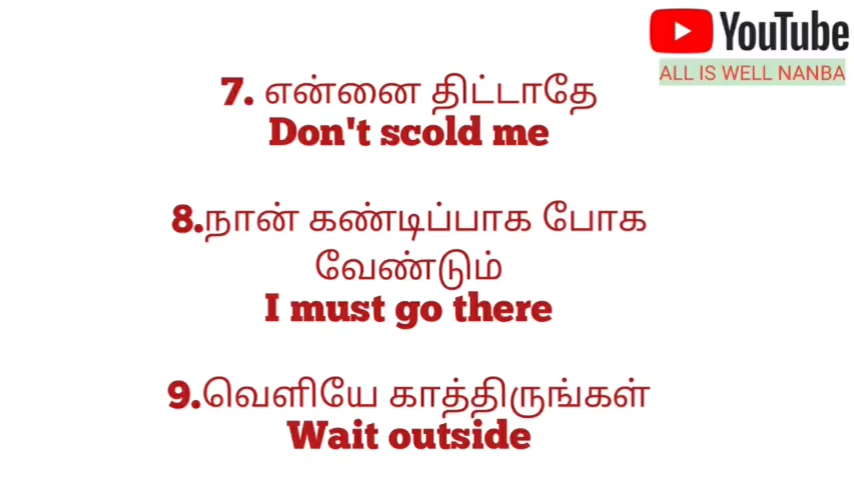 YouTube
ALL IS WELL NANBA
7. என்னை திட்டாதே
Don't scold me
8.நான் கண்டிப்பாக போக
வேண்டும்
I must go there
9.வெளியே காத்திருங்கள்
Wait outside